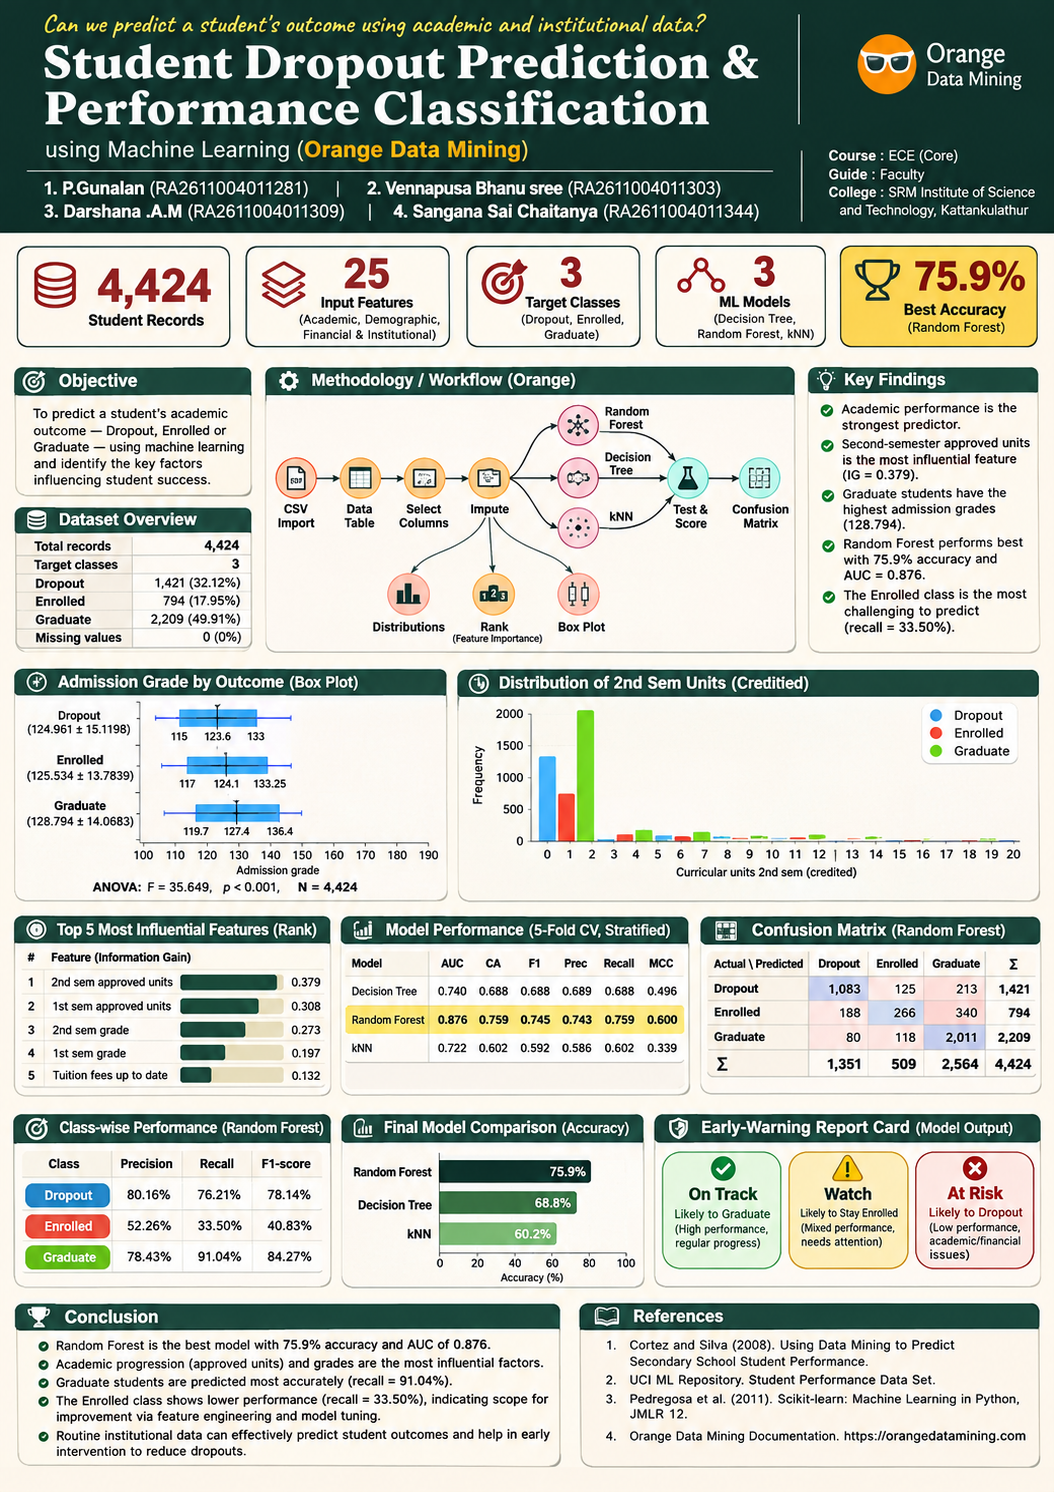 Can we predict a student's outcome using academic and institutional data?
Student Dropout Prediction &
Performance Classification
using Machine Learning (Orange Data Mining)
1. P.Gunalan (RA2611004011281) | 2. Vennapusa Bhanu sree (RA2611004011303)
3. Darshana .A.M (RA2611004011309) | 4. Sangana Sai Chaitanya (RA2611004011344)
Orange
Data Mining
Course : ECE (Core)
Guide : Faculty
College : SRM Institute of Science
and Technology, Kattankulathur
4,424
Student Records
25
Input Features
(Academic, Demographic,
Financial & Institutional)
3
Target Classes
(Dropout, Enrolled,
Graduate)
3
ML Models
(Decision Tree,
Random Forest, kNN)
75.9%
Best Accuracy
(Random Forest)
Objective
To predict a student's academic
outcome — Dropout, Enrolled or
Graduate — using machine learning
and identify the key factors
influencing student success.
Dataset Overview
Total records 4,424
Target classes 3
Dropout 1,421 (32.12%)
Enrolled 794 (17.95%)
Graduate 2,209 (49.91%)
Missing values 0 (0%)
Methodology / Workflow (Orange)
CSV
Import
Data
Table
Select
Columns
Impute
Random
Forest
Decision
Tree
kNN
Test &
Score
Confusion
Matrix
Distributions
1 2 3
Rank
(Feature Importance)
Box Plot
Key Findings
Academic performance is the
strongest predictor.
Second-semester approved units
is the most influential feature
(IG = 0.379).
Graduate students have the
highest admission grades
(128.794).
Random Forest performs best
with 75.9% accuracy and
AUC = 0.876.
The Enrolled class is the most
challenging to predict
(recall = 33.50%).
Admission Grade by Outcome (Box Plot)
Dropout
(124.961 ± 15.1198)
115 123.6 133
Enrolled
(125.534 ± 13.7839)
117 124.1 133.25
Graduate
(128.794 ± 14.0683)
119.7 127.4 136.4
100 110 120 130 140 150 160 170 180 190
Admission grade
ANOVA: F = 35.649, p < 0.001, N = 4,424
Distribution of 2nd Sem Units (Creditied)
Frequency
2000
1500
1000
500
0
Dropout
Enrolled
Graduate
0 1 2 3 4 5 6 7 8 9 10 11 12 13 14 15 16 17 18 19 20
Curricular units 2nd sem (credited)
Top 5 Most Influential Features (Rank)
# Feature (Information Gain)
1 2nd sem approved units 0.379
2 1st sem approved units 0.308
3 2nd sem grade 0.273
4 1st sem grade 0.197
5 Tuition fees up to date 0.132
Model Performance (5-Fold CV, Stratified)
Model AUC CA F1 Prec Recall MCC
Decision Tree 0.740 0.688 0.688 0.689 0.688 0.496
Random Forest 0.876 0.759 0.745 0.743 0.759 0.600
kNN 0.722 0.602 0.592 0.586 0.602 0.339
Confusion Matrix (Random Forest)
Actual \ Predicted Dropout Enrolled Graduate Σ
Dropout 1,083 125 213 1,421
Enrolled 188 266 340 794
Graduate 80 118 2,011 2,209
Σ 1,351 509 2,564 4,424
Class-wise Performance (Random Forest)
Class Precision Recall F1-score
Dropout 80.16% 76.21% 78.14%
Enrolled 52.26% 33.50% 40.83%
Graduate 78.43% 91.04% 84.27%
Final Model Comparison (Accuracy)
Random Forest 75.9%
Decision Tree 68.8%
kNN 60.2%
0 20 40 60 80 100
Accuracy (%)
Early-Warning Report Card (Model Output)
On Track
Likely to Graduate
(High performance,
regular progress)
Watch
Likely to Stay Enrolled
(Mixed performance,
needs attention)
At Risk
Likely to Dropout
(Low performance,
academic/financial
issues)
Conclusion
Random Forest is the best model with 75.9% accuracy and AUC of 0.876.
Academic progression (approved units) and grades are the most influential factors.
Graduate students are predicted most accurately (recall = 91.04%).
The Enrolled class shows lower performance (recall = 33.50%), indicating scope for
improvement via feature engineering and model tuning.
Routine institutional data can effectively predict student outcomes and help in early
intervention to reduce dropouts.
References
1. Cortez and Silva (2008). Using Data Mining to Predict
Secondary School Student Performance.
2. UCI ML Repository. Student Performance Data Set.
3. Pedregosa et al. (2011). Scikit-learn: Machine Learning in Python,
JMLR 12.
4. Orange Data Mining Documentation. https://orangedatamining.com